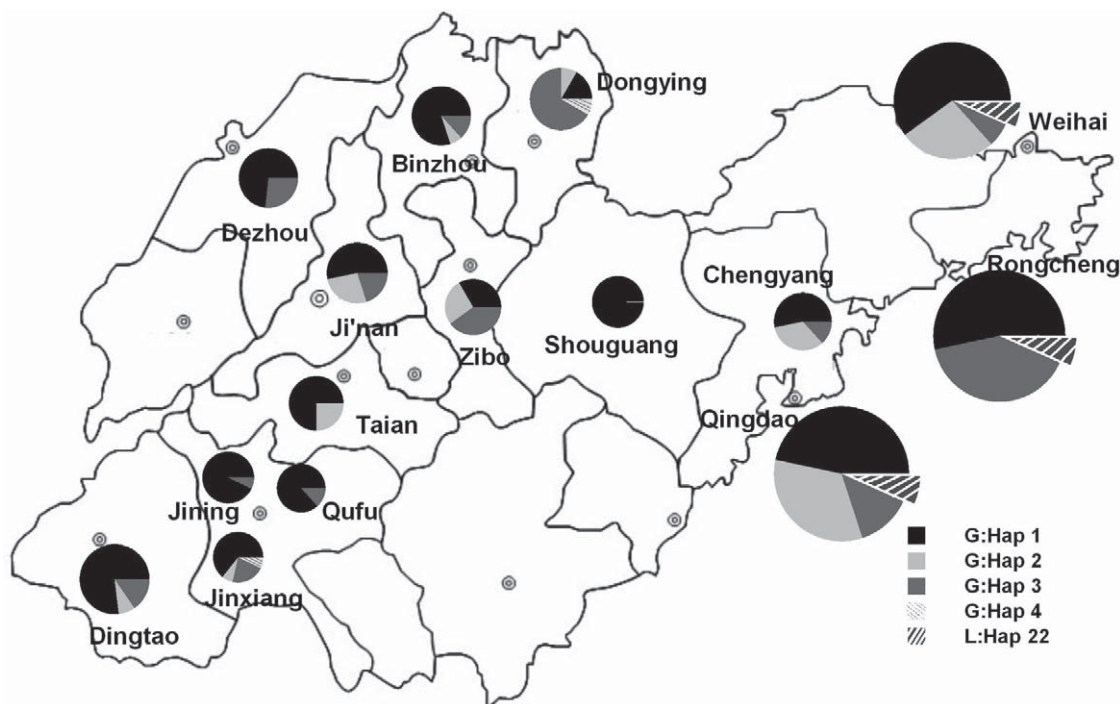 Dongying
Weihai
Binzhou
Dezhou
Rongcheng
Chengyang
Ji'nan
Zibo
Shouguang
Taian
Qingdao
Jining
Qufu
Jinxiang
Dingtao
G:Hap 1
G:Hap 2
G:Hap 3
G:Hap 4
L:Hap 22